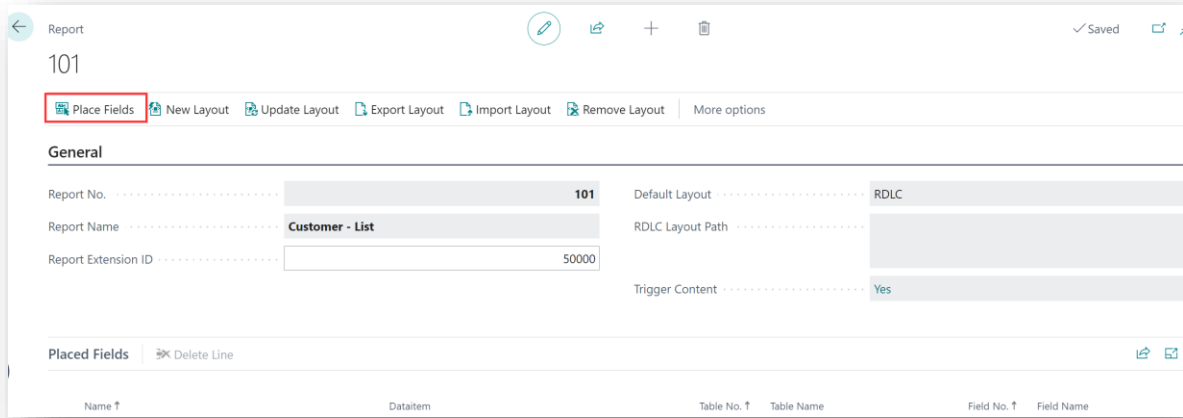 Report
Saved
101
Place Fields New Layout Update Layout Export Layout Import Layout Remove Layout More options
General
Report No. 101 Default Layout RDLC
Report Name Customer - List RDLC Layout Path
Report Extension ID 50000
Trigger Content Yes
Placed Fields Delete Line
Name ↑ Dataitem Table No. ↑ Table Name Field No. ↑ Field Name